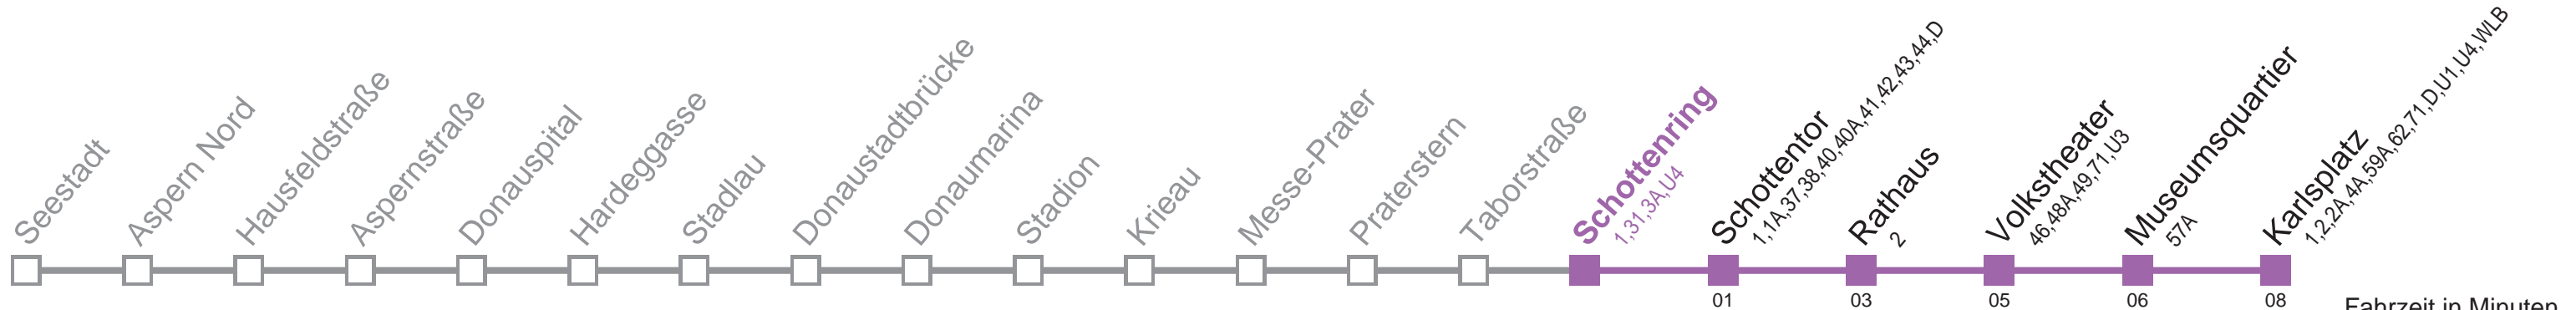 Seestadt
Aspern Nord
Hausfeldstraße
Aspernstraße
Donauspital
Hardeggasse
Stadlau
Donaustadtbrücke
Donaumarina
Stadion
Krieau
Messe-Prater
Praterstern
Taborstraße
Schottenring
1,31,3A,U4
Schottentor
1,1A,37,38,40,40A,41,42,43,44,D
Rathaus
2
Volkstheater
46,48A,49,71,U3
Museumsquartier
57A
Karlsplatz
1,2,2A,4A,59A,62,71,D,U1,U4,WLB
01
03
05
06
08
Fahrzeit in Minuten